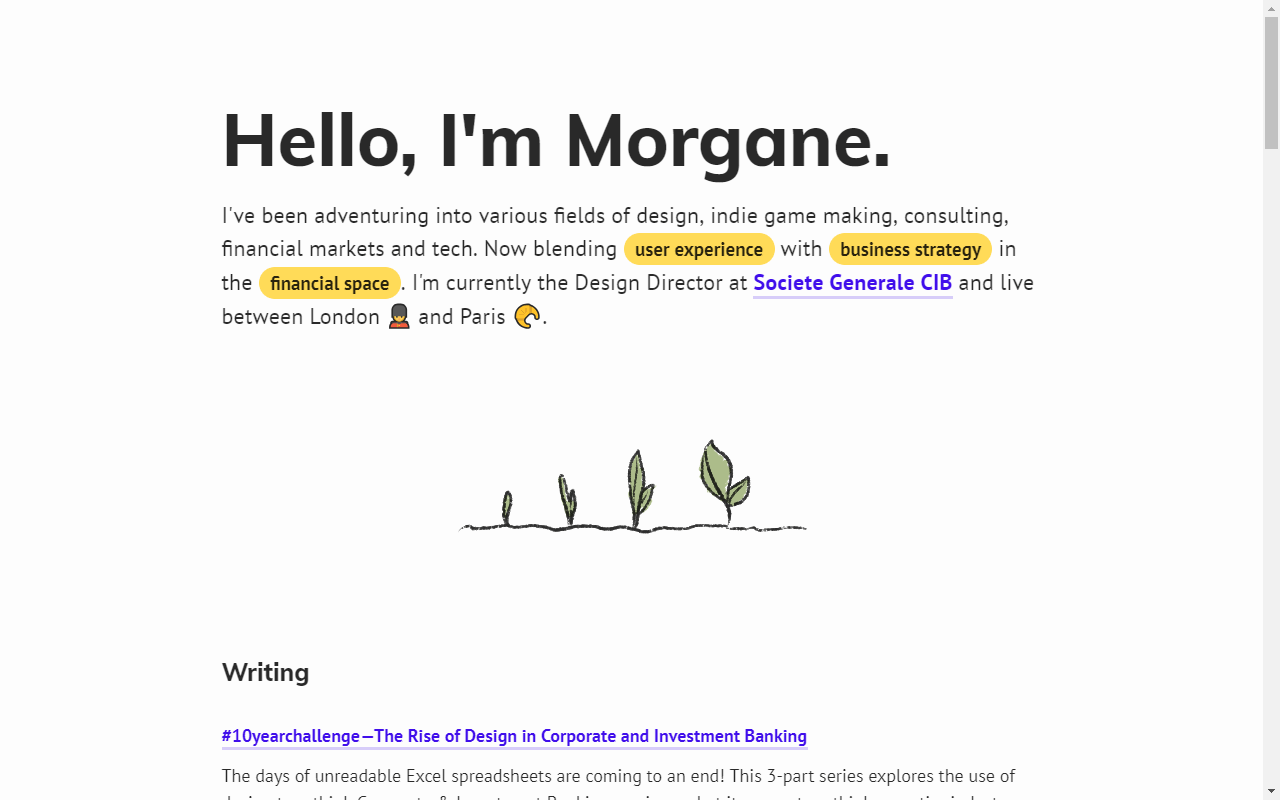 Hello, I'm Morgane.
I've been adventuring into various fields of design, indie game making, consulting,
financial markets and tech. Now blending user experience with business strategy in
the financial space. I'm currently the Design Director at Societe Generale CIB and live
between London 💂 and Paris 🥐.
Writing
#10yearchallenge—The Rise of Design in Corporate and Investment Banking
The days of unreadable Excel spreadsheets are coming to an end! This 3-part series explores the use of